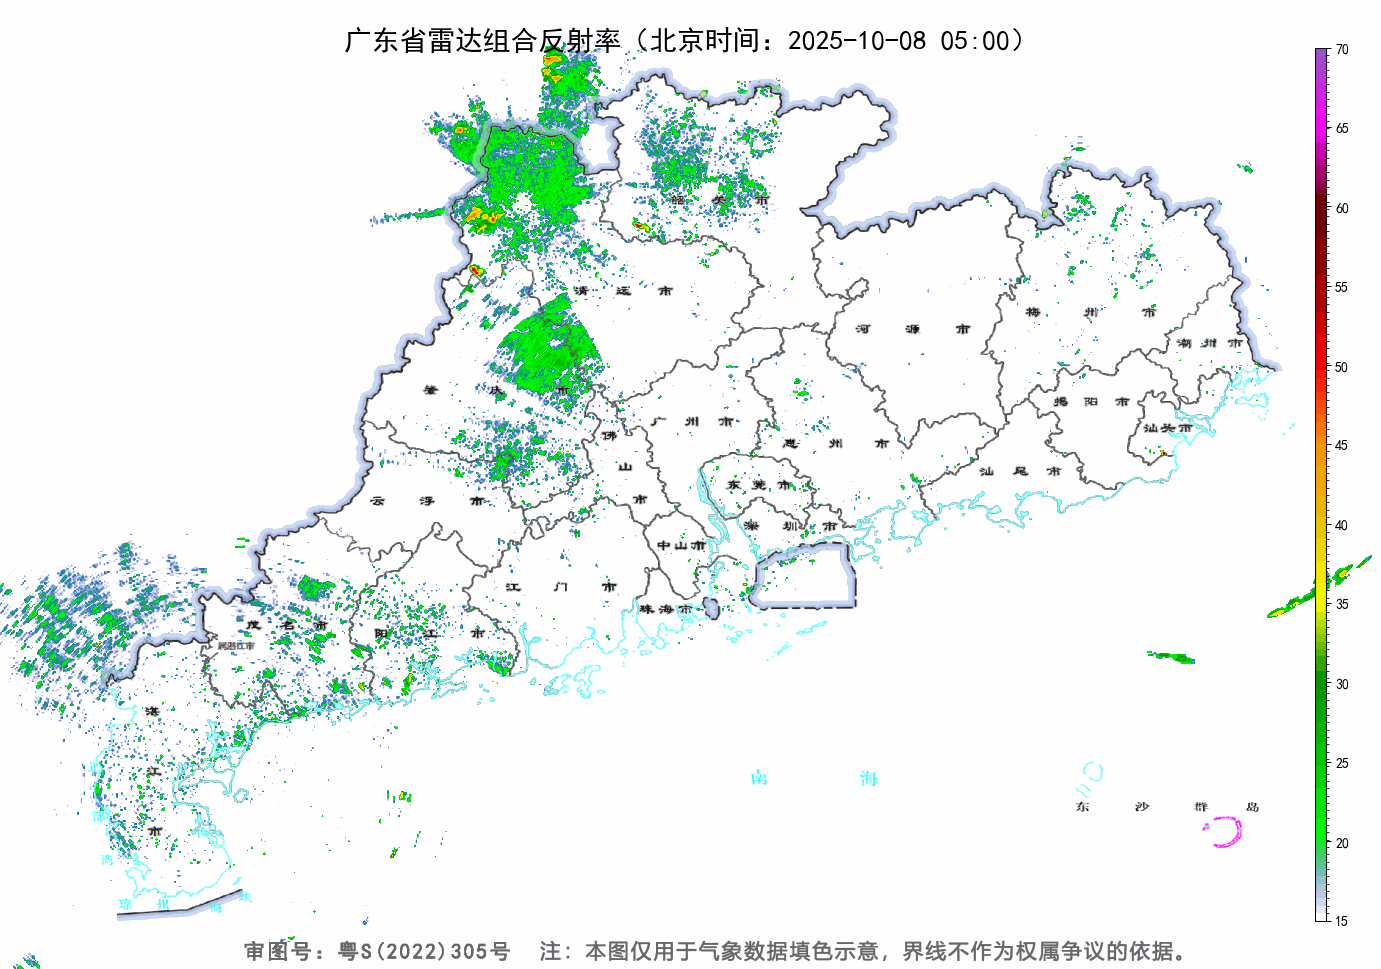 广东省雷达组合反射率（北京时间：2025-10-08 05:00）
70
65
60
55
50
45
40
35
30
25
20
15
韶关市
清远市
梅州市
河源市
潮州市
肇庆市
揭阳市
广州市
汕头市
佛山市
惠州市
汕尾市
东莞市
云浮市
深圳市
中山市
江门市
珠海市
茂名市
阳江市
属湛江市
湛江市
南海
东沙群岛
北部湾
琼州海峡
审图号：粤S(2022)305号 注：本图仅用于气象数据填色示意，界线不作为权属争议的依据。